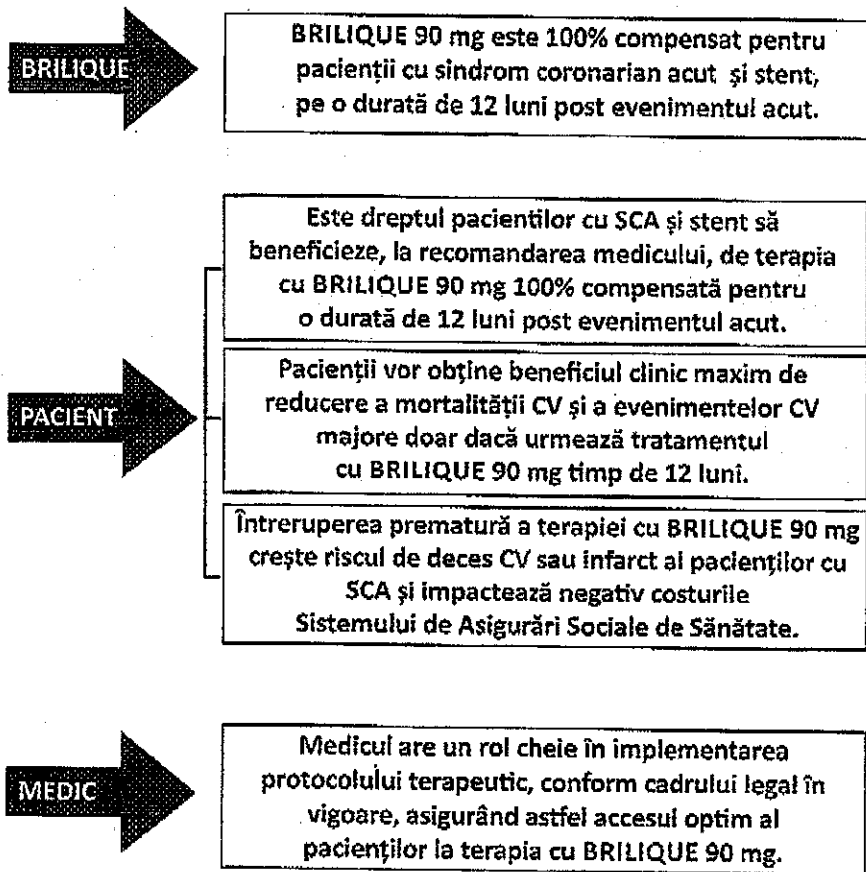 BRILIQUE
BRILIQUE 90 mg este 100% compensat pentru
pacienții cu sindrom coronarian acut și stent,
pe o durată de 12 luni post evenimentul acut.
PACIENT
Este dreptul pacientilor cu SCA și stent să
beneficieze, la recomandarea medicului, de terapia
cu BRILIQUE 90 mg 100% compensată pentru
o durată de 12 luni post evenimentul acut.
Pacienții vor obține beneficiul clinic maxim de
reducere a mortalității CV și a evenimentelor CV
majore doar dacă urmează tratamentul
cu BRILIQUE 90 mg timp de 12 luni.
Întreruperea prematură a terapiei cu BRILIQUE 90 mg
crește riscul de deces CV sau infarct al pacienților cu
SCA și impactează negativ costurile
Sistemului de Asigurări Sociale de Sănătate.
MEDIC
Medicul are un rol cheie în implementarea
protocolului terapeutic, conform cadrului legal în
vigoare, asigurând astfel accesul optim al
pacienților la terapia cu BRILIQUE 90 mg.